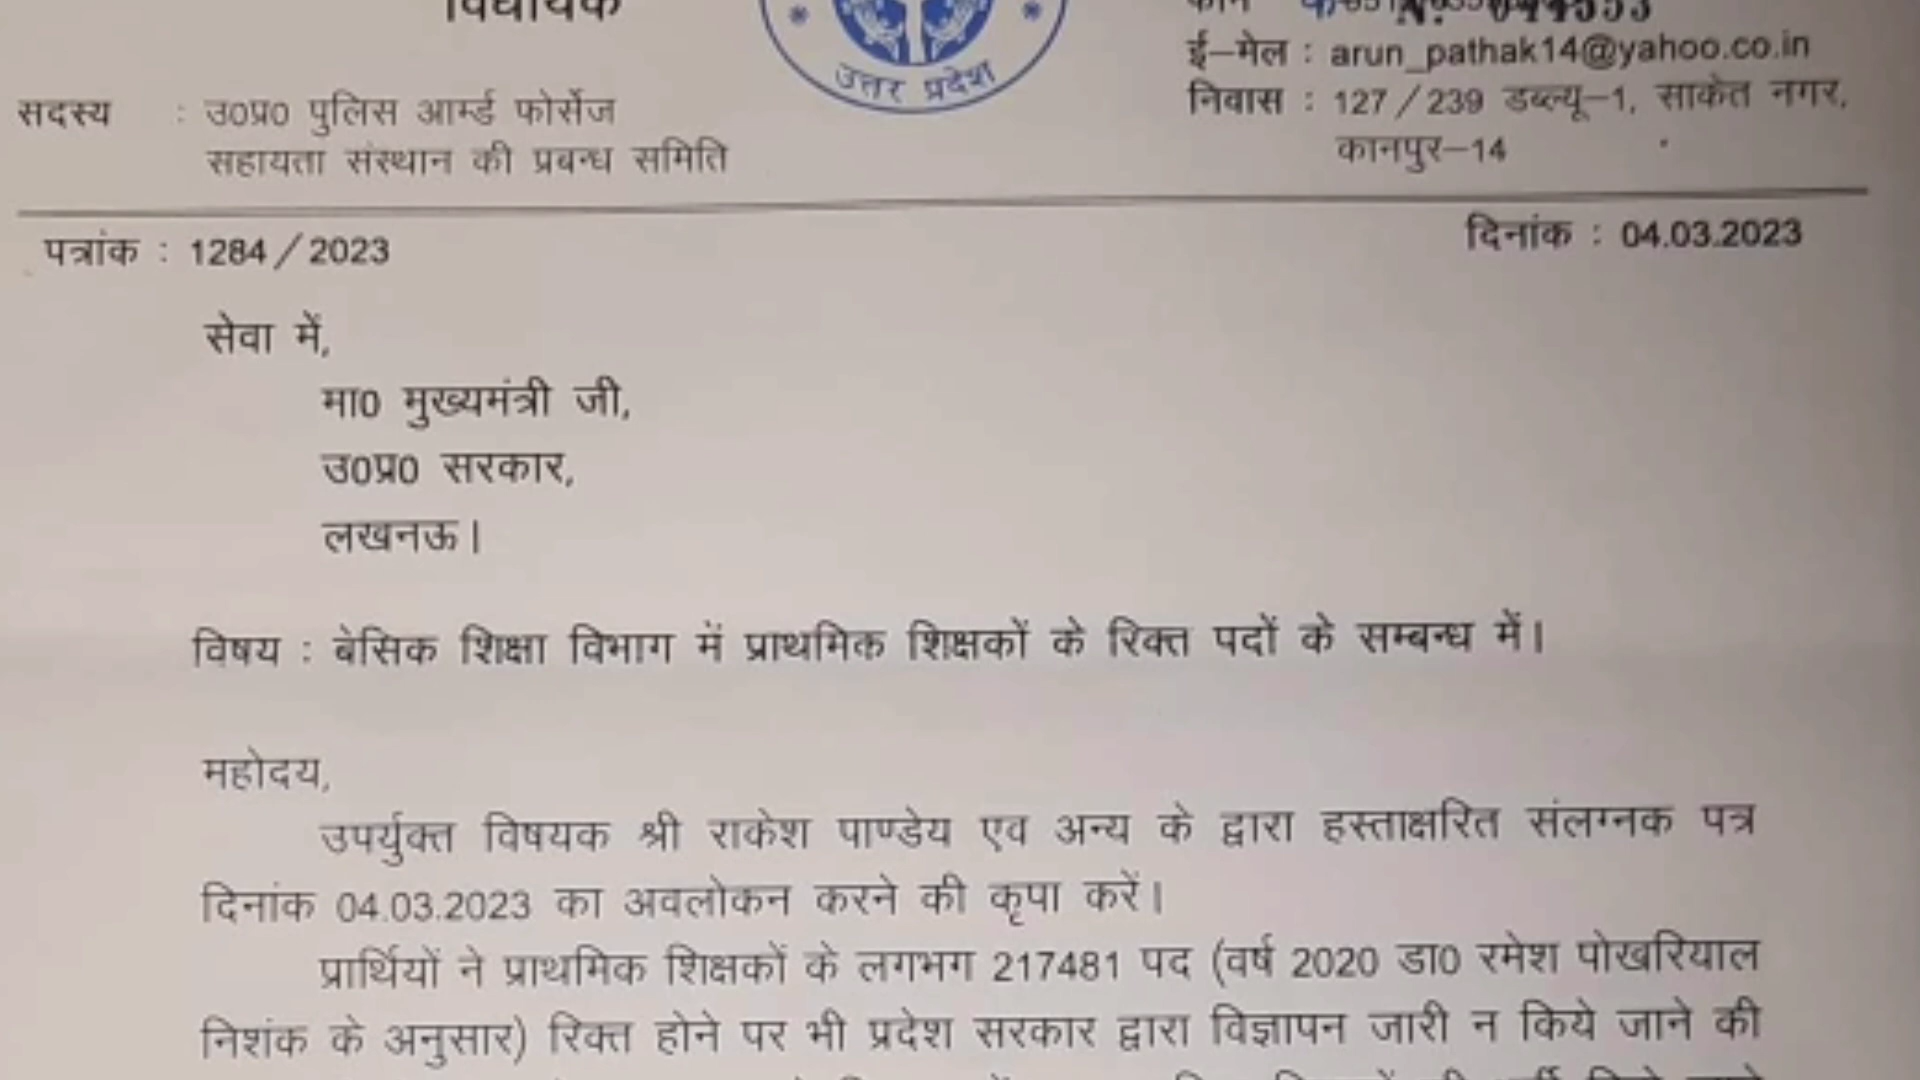 विधायक
उत्तर प्रदेश
ई–मेल : arun_pathak14@yahoo.co.in
सदस्य : उ0प्र0 पुलिस आर्म्ड फोर्सेज
सहायता संस्थान की प्रबन्ध समिति
निवास : 127/239 डब्ल्यू–1, साकेत नगर,
कानपुर–14
पत्रांक : 1284/2023
दिनांक : 04.03.2023
सेवा में,
मा0 मुख्यमंत्री जी,
उ0प्र0 सरकार,
लखनऊ।
विषय : बेसिक शिक्षा विभाग में प्राथमिक शिक्षकों के रिक्त पदों के सम्बन्ध में।
महोदय,
उपर्युक्त विषयक श्री राकेश पाण्डेय एव अन्य के द्वारा हस्ताक्षरित संलग्नक पत्र
दिनांक 04.03.2023 का अवलोकन करने की कृपा करें।
प्रार्थियों ने प्राथमिक शिक्षकों के लगभग 217481 पद (वर्ष 2020 डा0 रमेश पोखरियाल
निशंक के अनुसार) रिक्त होने पर भी प्रदेश सरकार द्वारा विज्ञापन जारी न किये जाने की